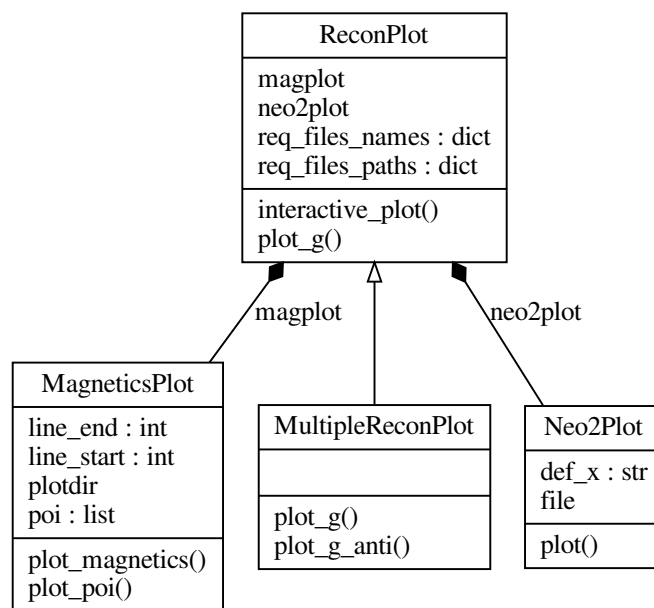 ReconPlot
magplot
neo2plot
req_files_names : dict
req_files_paths : dict
interactive_plot()
plot_g()
magplot
neo2plot
MagneticsPlot
line_end : int
line_start : int
plotdir
poi : list
plot_magnetics()
plot_poi()
MultipleReconPlot
plot_g()
plot_g_anti()
Neo2Plot
def_x : str
file
plot()